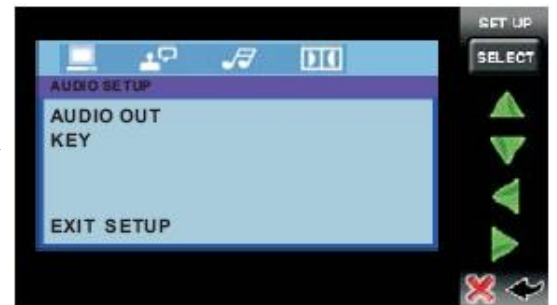 SET UP
SELECT
AUDIO SETUP
AUDIO OUT
KEY
EXIT SETUP